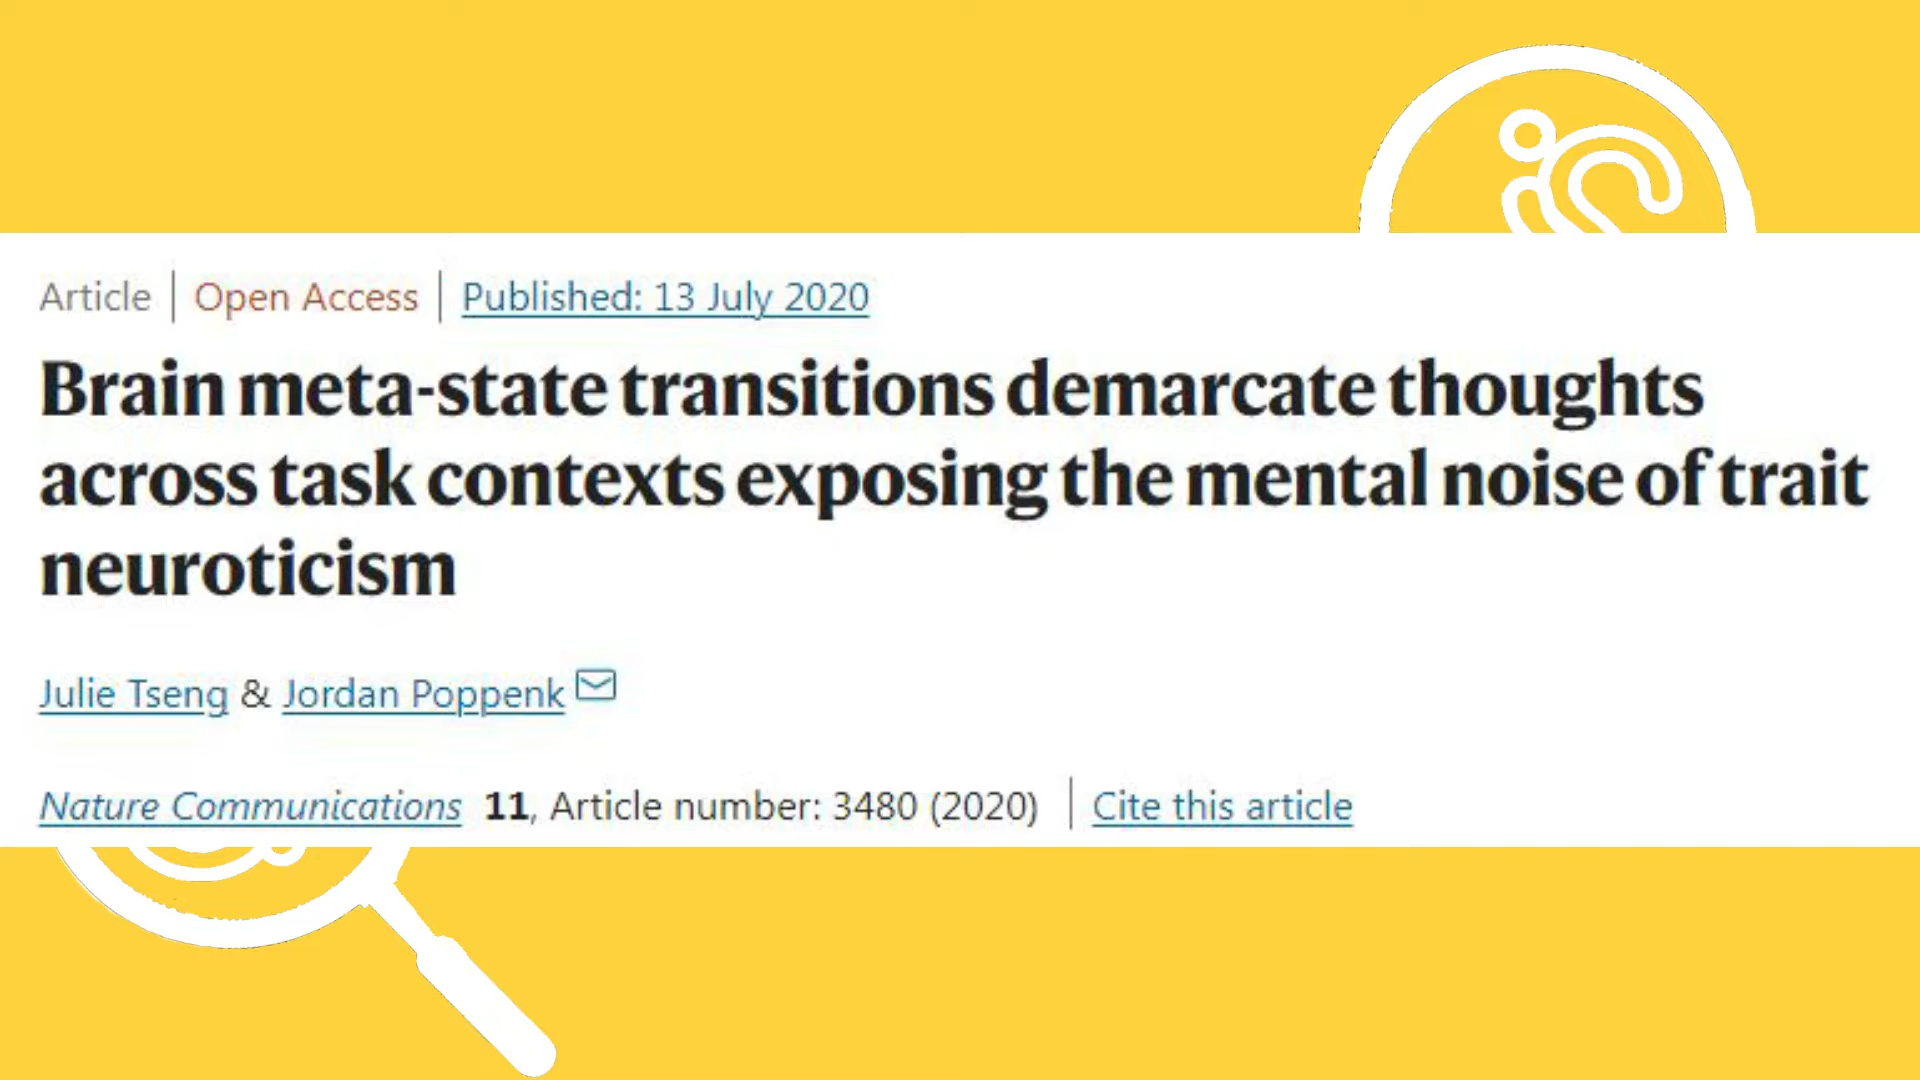 Article | Open Access | Published: 13 July 2020
Brain meta-state transitions demarcate thoughts
across task contexts exposing the mental noise of trait
neuroticism
Julie Tseng & Jordan Poppenk
Nature Communications 11, Article number: 3480 (2020) | Cite this article